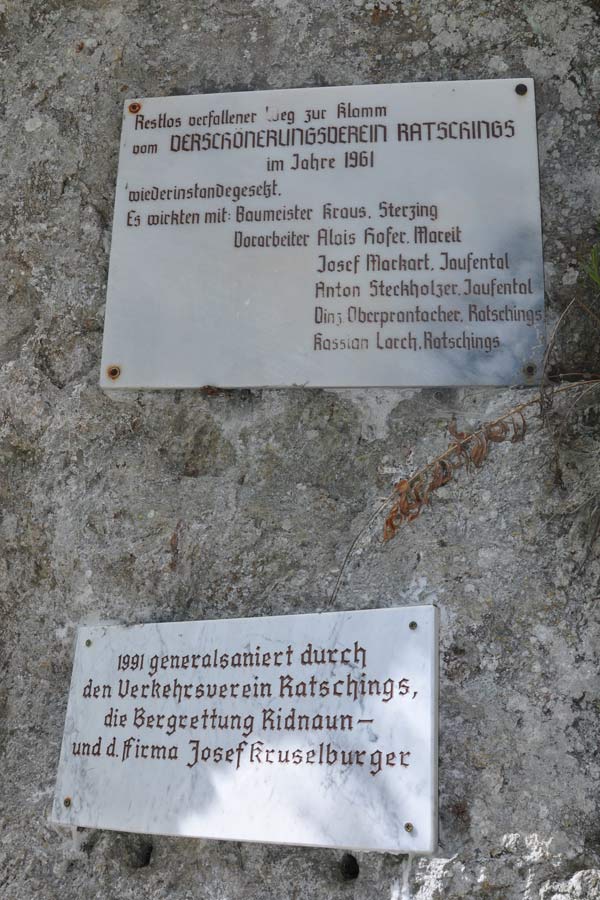 Restlos verfallener Weg zur Klamm
vom VERSCHÖNERUNGSVEREIN RATSCHINGS
im Jahre 1961
wiederinstandegesetzt.
Es wirkten mit: Baumeister Kraus, Sterzing
Vorarbeiter Alois Hofer, Mareit
Josef Markart, Jaufental
Anton Steckholzer, Jaufental
Vinz Oberprantacher, Ratschings
Kassian Larch, Ratschings
1991 generalsaniert durch
den Verkehrsverein Ratschings,
die Bergrettung Ridnaun –
und d. Firma Josef Kruselburger